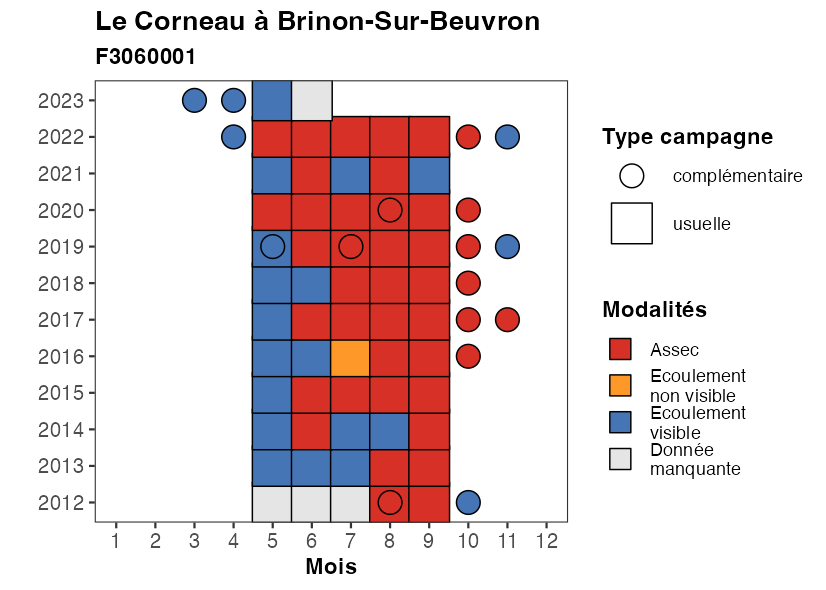 Le Corneau à Brinon-Sur-Beuvron
F3060001
2023
2022
2021
2020
2019
2018
2017
2016
2015
2014
2013
2012
1 2 3 4 5 6 7 8 9 10 11 12
Mois
Type campagne
complémentaire
usuelle
Modalités
Assec
Ecoulement
non visible
Ecoulement
visible
Donnée
manquante